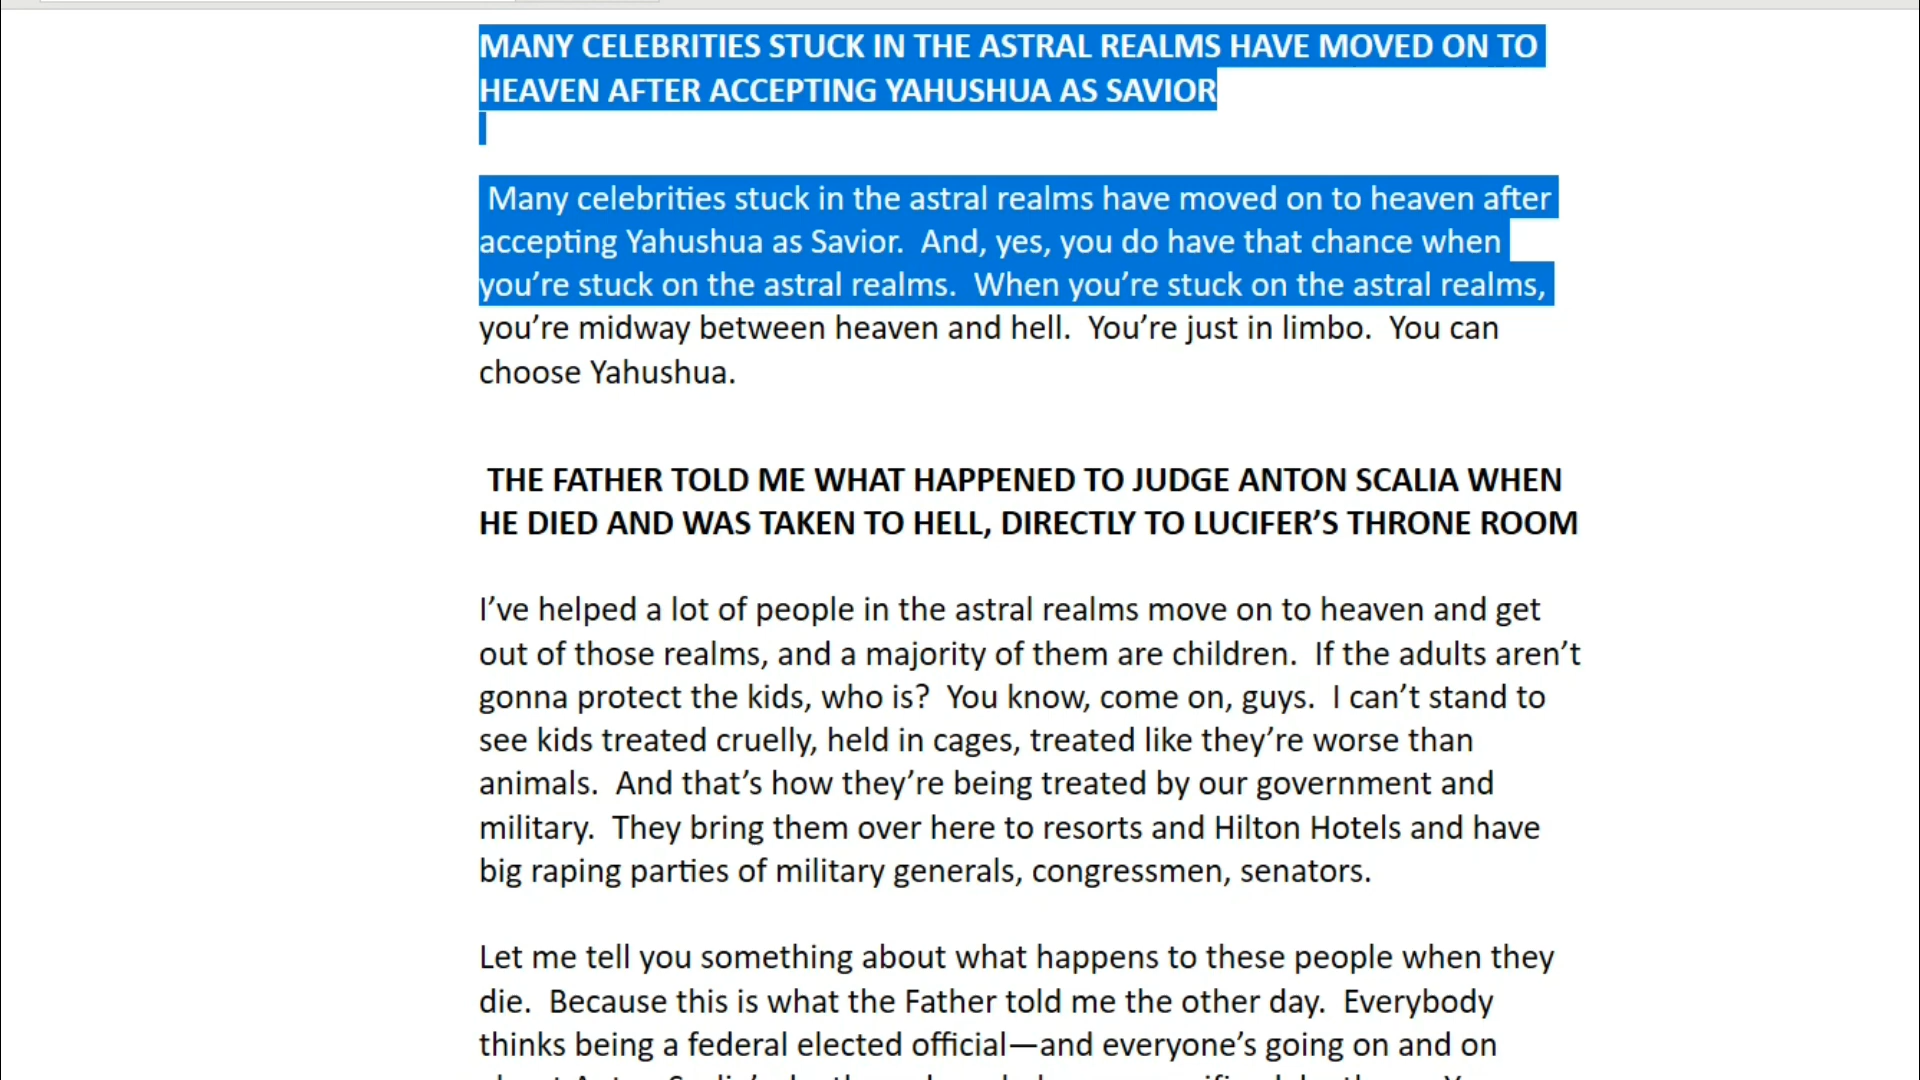 MANY CELEBRITIES STUCK IN THE ASTRAL REALMS HAVE MOVED ON TO
HEAVEN AFTER ACCEPTING YAHUSHUA AS SAVIOR
Many celebrities stuck in the astral realms have moved on to heaven after
accepting Yahushua as Savior.  And, yes, you do have that chance when
you’re stuck on the astral realms.  When you’re stuck on the astral realms,
you’re midway between heaven and hell.  You’re just in limbo.  You can
choose Yahushua.
THE FATHER TOLD ME WHAT HAPPENED TO JUDGE ANTON SCALIA WHEN
HE DIED AND WAS TAKEN TO HELL, DIRECTLY TO LUCIFER’S THRONE ROOM
I’ve helped a lot of people in the astral realms move on to heaven and get
out of those realms, and a majority of them are children.  If the adults aren’t
gonna protect the kids, who is?  You know, come on, guys.  I can’t stand to
see kids treated cruelly, held in cages, treated like they’re worse than
animals.  And that’s how they’re being treated by our government and
military.  They bring them over here to resorts and Hilton Hotels and have
big raping parties of military generals, congressmen, senators.
Let me tell you something about what happens to these people when they
die.  Because this is what the Father told me the other day.  Everybody
thinks being a federal elected official—and everyone’s going on and on